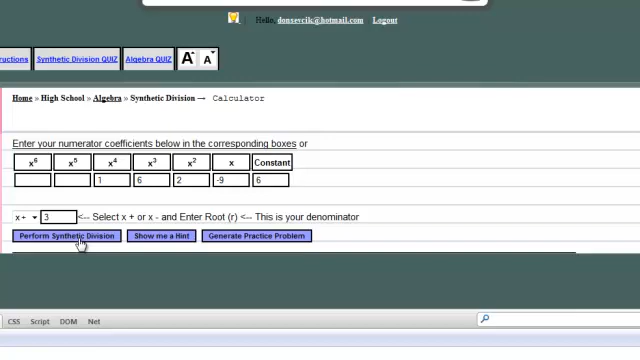 Hello, donsevcik@hotmail.com Logout
ructions Synthetic Division QUIZ Algebra QUIZ A A
Home » High School » Algebra » Synthetic Division → Calculator
Enter your numerator coefficients below in the corresponding boxes or
x⁶ x⁵ x⁴ x³ x² x Constant
1 6 2 -9 6
x + 3 <-- Select x + or x - and Enter Root (r) <-- This is your denominator
Perform Synthetic Division Show me a Hint Generate Practice Problem
CSS Script DOM Net